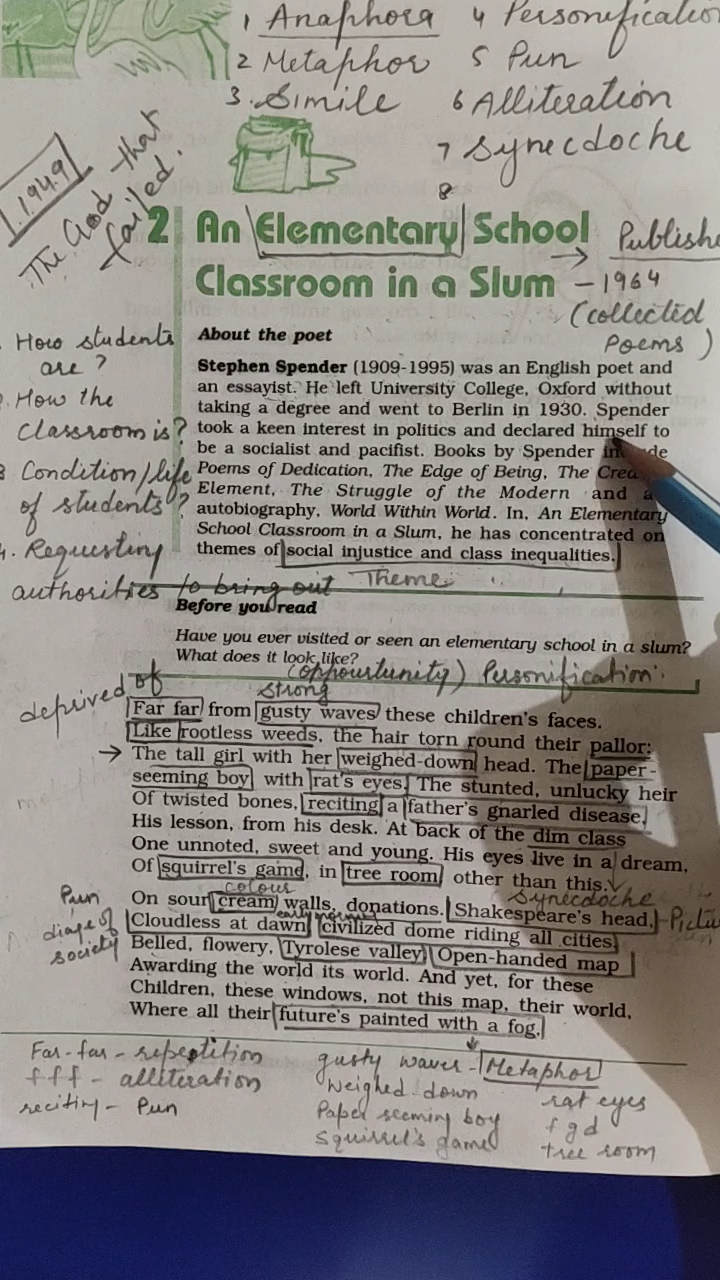 1 Anaphora 4 Personification
2 Metaphor 5 Pun
3. Simile 6 Alliteration
7 Synecdoche
8
1949
The God that
failed.
2 An Elementary School
Classroom in a Slum
→ Publishe
- 1964
(collected
Poems)
About the poet
Stephen Spender (1909-1995) was an English poet and
an essayist. He left University College, Oxford without
taking a degree and went to Berlin in 1930. Spender
took a keen interest in politics and declared himself to
be a socialist and pacifist. Books by Spender
Poems of Dedication, The Edge of Being, The
Element, The Struggle of the Modern and
autobiography, World Within World. In, An Elementary
School Classroom in a Slum, he has concentrated on
themes of social injustice and class inequalities.
How students
are?
2. How the
classroom is?
3 Condition/life
of students?
4. Requesting
authorities to bring out Theme
Before you read
Have you ever visited or seen an elementary school in a slum?
What does it look like?
(oppourtunity) Personification
deprived of
strong
Far far from gusty waves these children's faces.
Like rootless weeds, the hair torn round their pallor:
→ The tall girl with her weighed-down head. The paper-
seeming boy, with rat's eyes. The stunted, unlucky heir
Of twisted bones, reciting a father's gnarled disease,
His lesson, from his desk. At back of the dim class
One unnoted, sweet and young. His eyes live in a dream,
Of squirrel's game, in tree room, other than this.
colour Synecdoche
On sour cream walls, donations. Shakespeare's head,
early morning
Cloudless at dawn, civilized dome riding all cities.
Belled, flowery, Tyrolese valley. Open-handed map
Awarding the world its world. And yet, for these
Children, these windows, not this map, their world,
Where all their future's painted with a fog,
Pun
of
society
Far-far - repetition
fff - alliteration
reciting - Pun
gusty waves - Metaphor
weighed-down
Paper seeming boy
squirrel's game
rat eyes
f g d
tree room